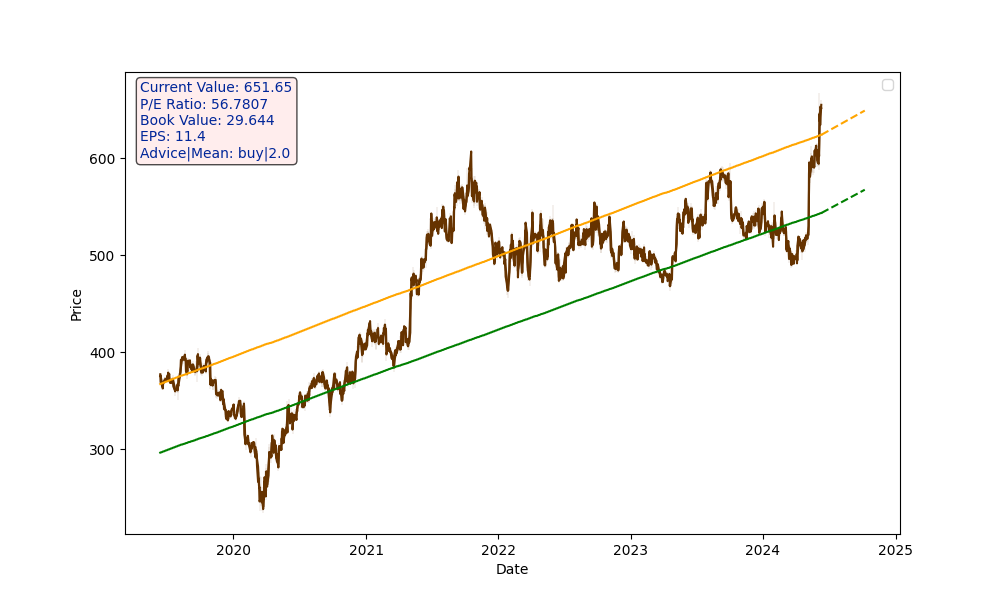 Current Value: 651.65
P/E Ratio: 56.7807
Book Value: 29.644
EPS: 11.4
Advice|Mean: buy|2.0
600
500
400
300
Price
2020 2021 2022 2023 2024 2025
Date